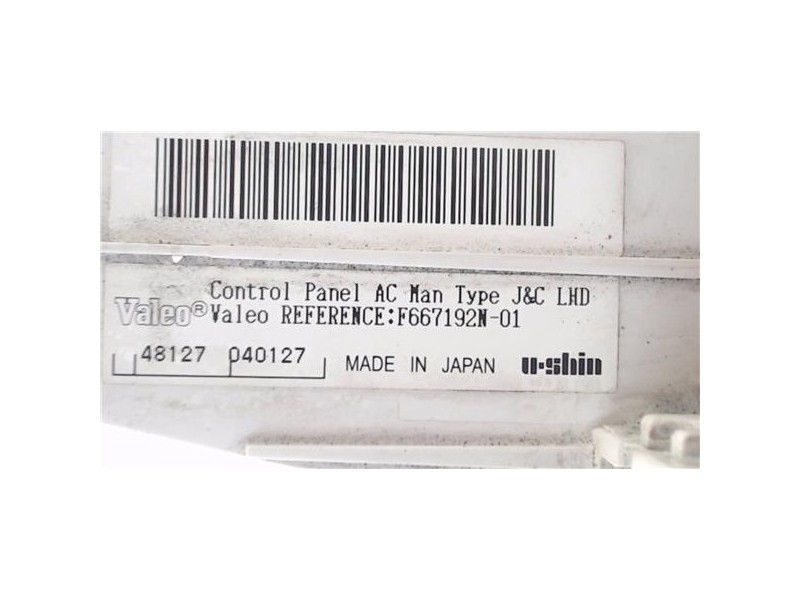 Control Panel AC Man Type J&C LHD
Valeo® Valeo REFERENCE:F667192N-01
48127 040127 MADE IN JAPAN u-shin